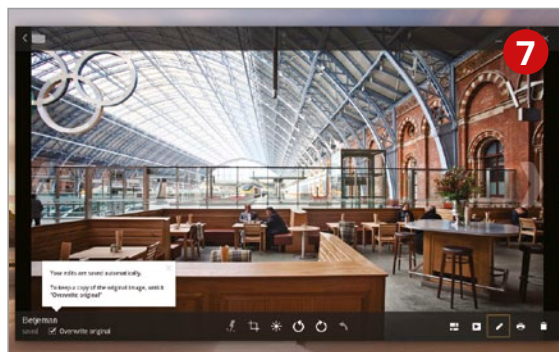 7
Your edits are saved automatically.
To keep a copy of the original image, untick
"Overwrite original"
Betjeman
saved Overwrite original